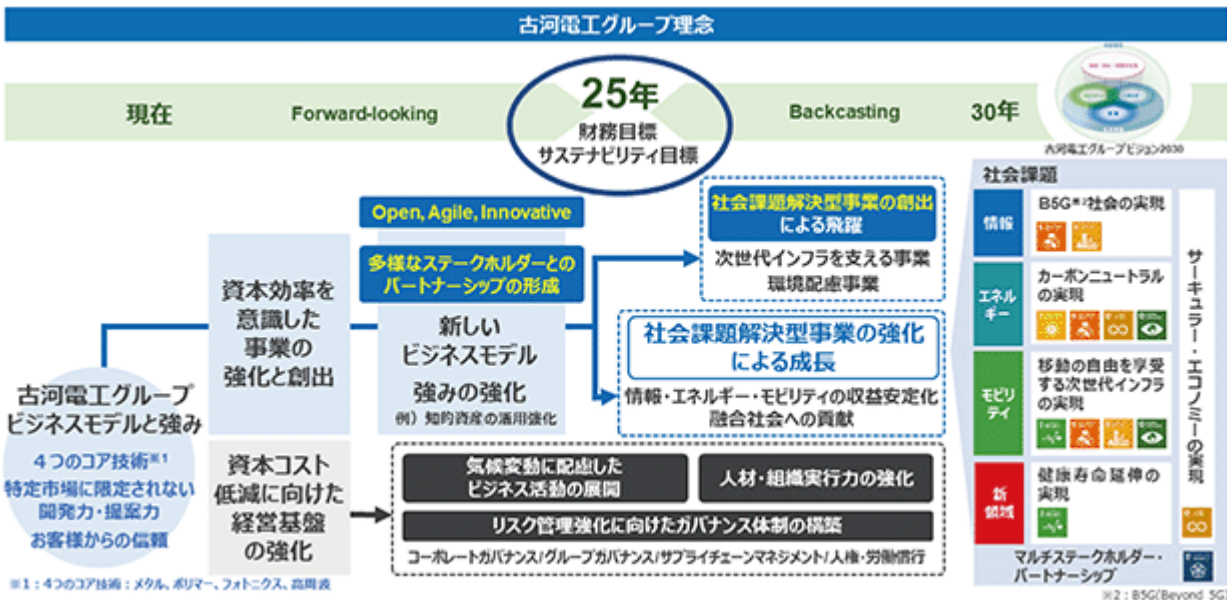 古河電工グループ理念
現在
Forward-looking
25年
財務目標
サステナビリティ目標
Backcasting
30年
古河電工グループビジョン2030
古河電工グループ
ビジネスモデルと強み
4つのコア技術※1
特定市場に限定されない
開発力・提案力
お客様からの信頼
資本効率を
意識した
事業の
強化と創出
資本コスト
低減に向けた
経営基盤
の強化
Open, Agile, Innovative
多様なステークホルダーとの
パートナーシップの形成
新しい
ビジネスモデル
強みの強化
例）知的資産の活用強化
社会課題解決型事業の創出
による飛躍
次世代インフラを支える事業
環境配慮事業
社会課題解決型事業の強化
による成長
情報・エネルギー・モビリティの収益安定化
融合社会への貢献
気候変動に配慮した
ビジネス活動の展開
人材・組織実行力の強化
リスク管理強化に向けたガバナンス体制の構築
コーポレートガバナンス/グループガバナンス/サプライチェーンマネジメント/人権・労働慣行
社会課題
情報
B5G※2社会の実現
エネル
ギー
カーボンニュートラル
の実現
モビリ
ティ
移動の自由を享受
する次世代インフラ
の実現
新
領域
健康寿命延伸の
実現
サーキュラー・エコノミーの実現
マルチステークホルダー・
パートナーシップ
※1：4つのコア技術：メタル、ポリマー、フォトニクス、高周波
※2：B5G(Beyond 5G)